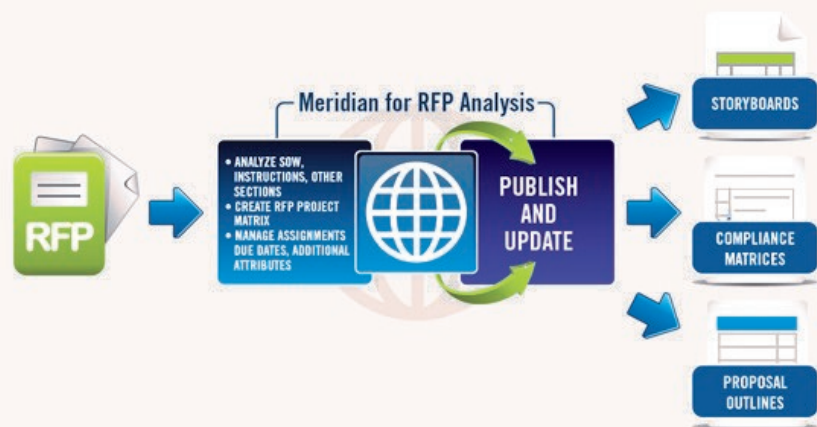 Meridian for RFP Analysis
RFP
• ANALYZE SOW,
INSTRUCTIONS, OTHER
SECTIONS
• CREATE RFP PROJECT
MATRIX
• MANAGE ASSIGNMENTS
DUE DATES, ADDITIONAL
ATTRIBUTES
PUBLISH
AND
UPDATE
STORYBOARDS
COMPLIANCE
MATRICES
PROPOSAL
OUTLINES